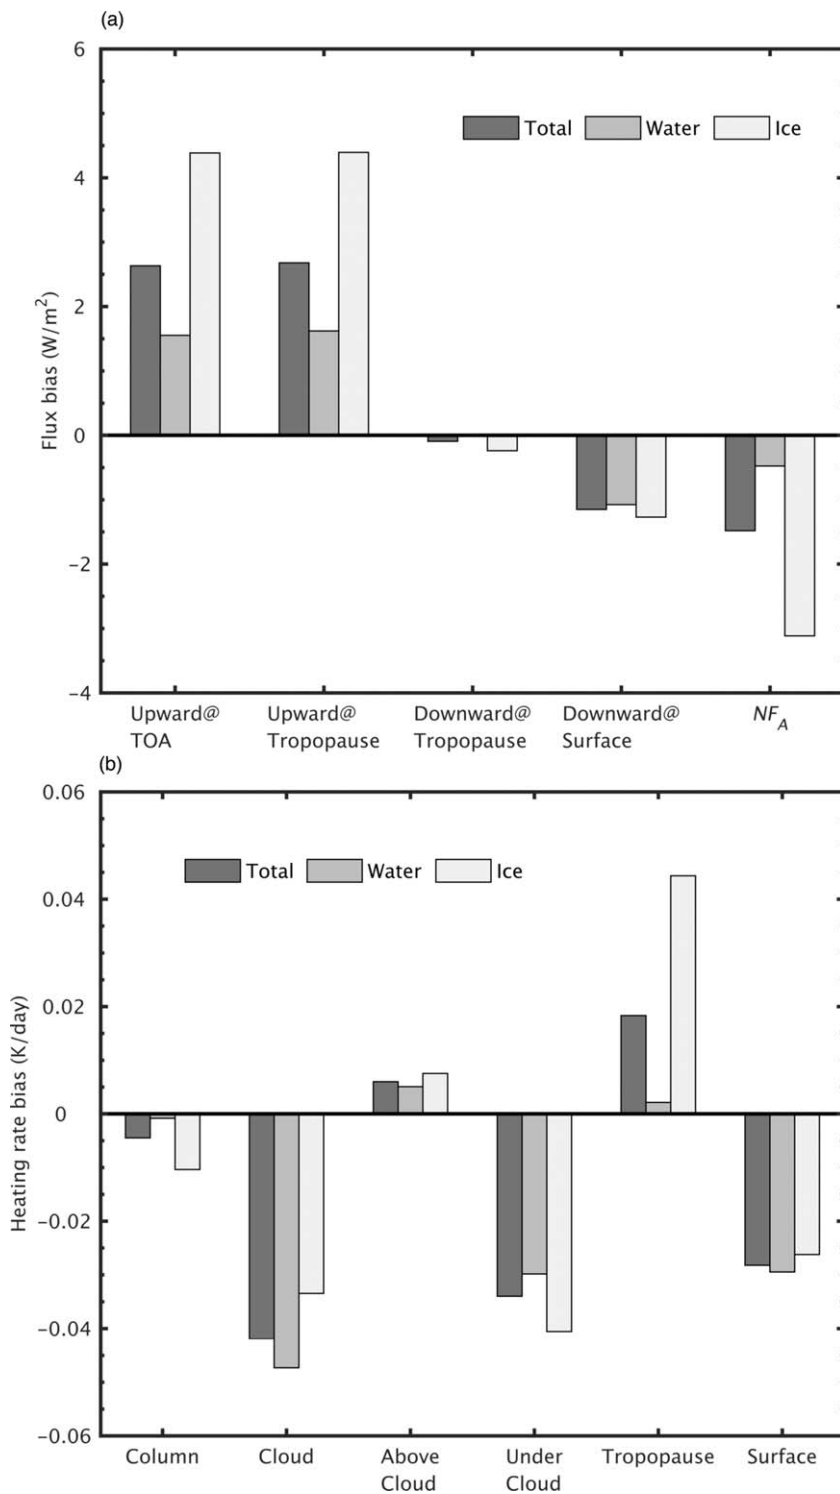 (a)
6
4
2
0
−2
−4
Flux bias (W/m²)
Total Water Ice
Upward@ Upward@ Downward@ Downward@ NF_A
TOA Tropopause Tropopause Surface
(b)
0.06
0.04
0.02
0
−0.02
−0.04
−0.06
Heating rate bias (K/day)
Total Water Ice
Column Cloud Above Under Tropopause Surface
Cloud Cloud